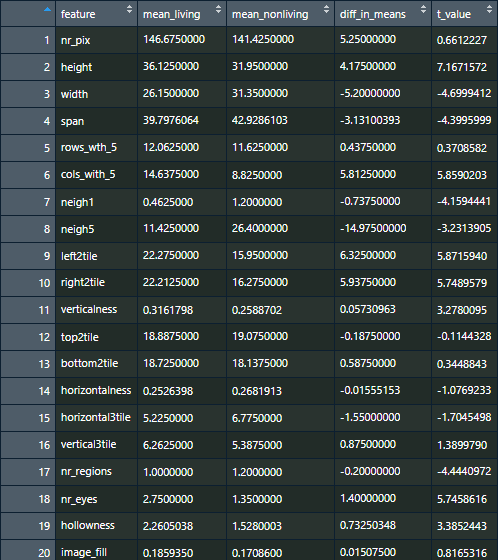 feature mean_living mean_nonliving diff_in_means t_value
1 nr_pix 146.6750000 141.4250000 5.25000000 0.6612227
2 height 36.1250000 31.9500000 4.17500000 7.1671572
3 width 26.1500000 31.3500000 -5.20000000 -4.6999412
4 span 39.7976064 42.9286103 -3.13100393 -4.3995999
5 rows_wth_5 12.0625000 11.6250000 0.43750000 0.3708582
6 cols_with_5 14.6375000 8.8250000 5.81250000 5.8590203
7 neigh1 0.4625000 1.2000000 -0.73750000 -4.1594441
8 neigh5 11.4250000 26.4000000 -14.97500000 -3.2313905
9 left2tile 22.2750000 15.9500000 6.32500000 5.8715940
10 right2tile 22.2125000 16.2750000 5.93750000 5.7489579
11 verticalness 0.3161798 0.2588702 0.05730963 3.2780095
12 top2tile 18.8875000 19.0750000 -0.18750000 -0.1144328
13 bottom2tile 18.7250000 18.1375000 0.58750000 0.3448843
14 horizontalness 0.2526398 0.2681913 -0.01555153 -1.0769233
15 horizontal3tile 5.2250000 6.7750000 -1.55000000 -1.7045498
16 vertical3tile 6.2625000 5.3875000 0.87500000 1.3899790
17 nr_regions 1.0000000 1.2000000 -0.20000000 -4.4440972
18 nr_eyes 2.7500000 1.3500000 1.40000000 5.7458616
19 hollowness 2.2605038 1.5280003 0.73250348 3.3852443
20 image_fill 0.1859350 0.1708600 0.01507500 0.8165316